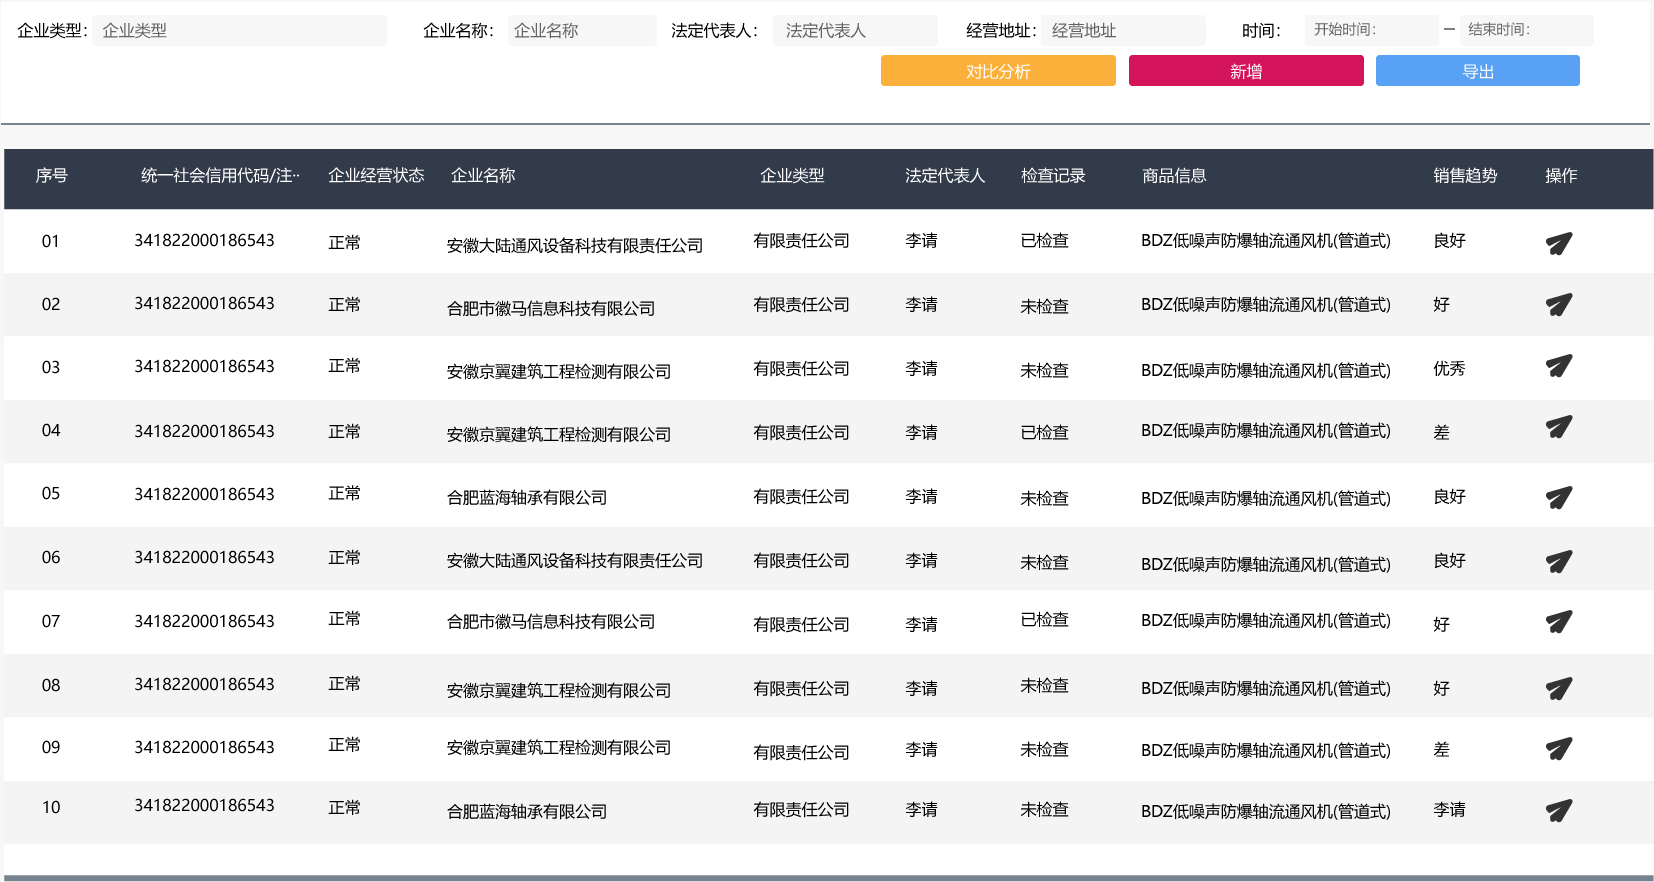 企业类型： 企业类型 企业名称： 企业名称 法定代表人： 法定代表人 经营地址： 经营地址 时间： 开始时间： — 结束时间：
对比分析 新增 导出
序号 统一社会信用代码/注·· 企业经营状态 企业名称 企业类型 法定代表人 检查记录 商品信息 销售趋势 操作
01 341822000186543 正常 安徽大陆通风设备科技有限责任公司 有限责任公司 李请 已检查 BDZ低噪声防爆轴流通风机(管道式) 良好
02 341822000186543 正常 合肥市徽马信息科技有限公司 有限责任公司 李请 未检查 BDZ低噪声防爆轴流通风机(管道式) 好
03 341822000186543 正常 安徽京翼建筑工程检测有限公司 有限责任公司 李请 未检查 BDZ低噪声防爆轴流通风机(管道式) 优秀
04 341822000186543 正常 安徽京翼建筑工程检测有限公司 有限责任公司 李请 已检查 BDZ低噪声防爆轴流通风机(管道式) 差
05 341822000186543 正常 合肥蓝海轴承有限公司 有限责任公司 李请 未检查 BDZ低噪声防爆轴流通风机(管道式) 良好
06 341822000186543 正常 安徽大陆通风设备科技有限责任公司 有限责任公司 李请 未检查 BDZ低噪声防爆轴流通风机(管道式) 良好
07 341822000186543 正常 合肥市徽马信息科技有限公司 有限责任公司 李请 已检查 BDZ低噪声防爆轴流通风机(管道式) 好
08 341822000186543 正常 安徽京翼建筑工程检测有限公司 有限责任公司 李请 未检查 BDZ低噪声防爆轴流通风机(管道式) 好
09 341822000186543 正常 安徽京翼建筑工程检测有限公司 有限责任公司 李请 未检查 BDZ低噪声防爆轴流通风机(管道式) 差
10 341822000186543 正常 合肥蓝海轴承有限公司 有限责任公司 李请 未检查 BDZ低噪声防爆轴流通风机(管道式) 李请